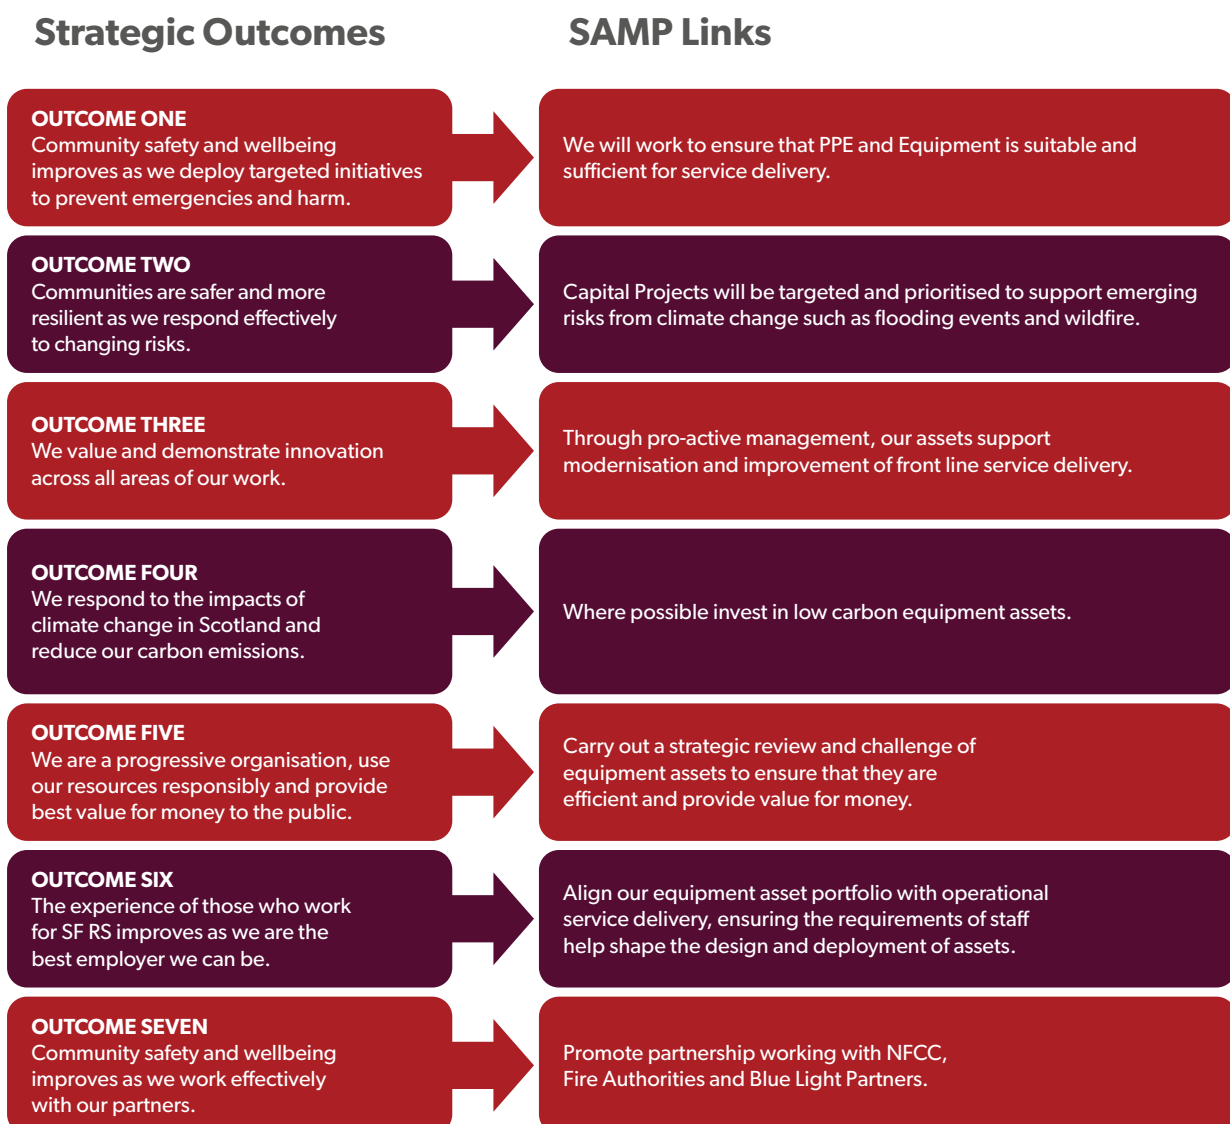 Strategic Outcomes
SAMP Links
OUTCOME ONE
Community safety and wellbeing
improves as we deploy targeted initiatives
to prevent emergencies and harm.
We will work to ensure that PPE and Equipment is suitable and
sufficient for service delivery.
OUTCOME TWO
Communities are safer and more
resilient as we respond effectively
to changing risks.
Capital Projects will be targeted and prioritised to support emerging
risks from climate change such as flooding events and wildfire.
OUTCOME THREE
We value and demonstrate innovation
across all areas of our work.
Through pro-active management, our assets support
modernisation and improvement of front line service delivery.
OUTCOME FOUR
We respond to the impacts of
climate change in Scotland and
reduce our carbon emissions.
Where possible invest in low carbon equipment assets.
OUTCOME FIVE
We are a progressive organisation, use
our resources responsibly and provide
best value for money to the public.
Carry out a strategic review and challenge of
equipment assets to ensure that they are
efficient and provide value for money.
OUTCOME SIX
The experience of those who work
for SF RS improves as we are the
best employer we can be.
Align our equipment asset portfolio with operational
service delivery, ensuring the requirements of staff
help shape the design and deployment of assets.
OUTCOME SEVEN
Community safety and wellbeing
improves as we work effectively
with our partners.
Promote partnership working with NFCC,
Fire Authorities and Blue Light Partners.